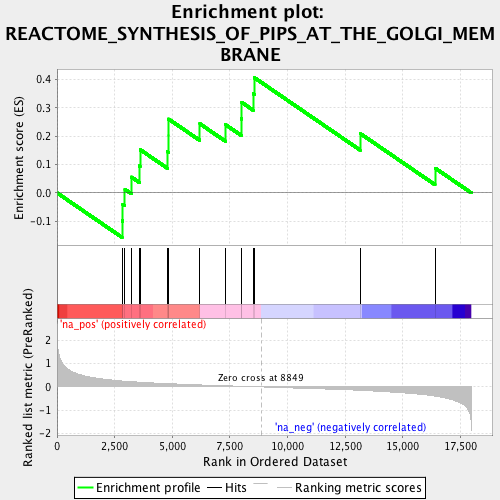 Enrichment plot:
REACTOME_SYNTHESIS_OF_PIPS_AT_THE_GOLGI_MEM
BRANE
Enrichment score (ES)
0.4
0.3
0.2
0.1
0.0
-0.1
'na_pos' (positively correlated)
Ranked list metric (PreRanked)
2
1
0
-1
-2
Zero cross at 8849
'na_neg' (negatively correlated)
0
2,500
5,000
7,500
10,000
12,500
15,000
17,500
Rank in Ordered Dataset
Enrichment profile
Hits
Ranking metric scores